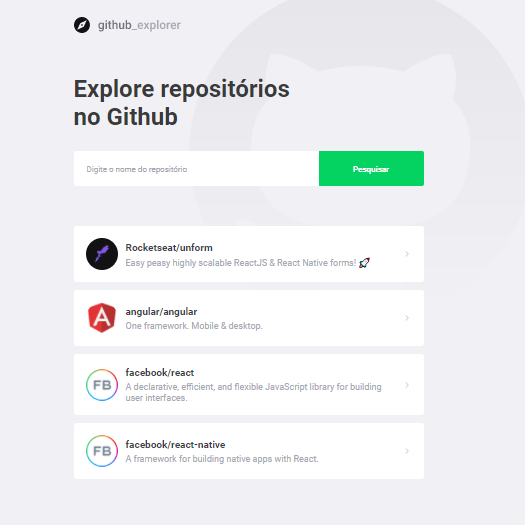 github_explorer
Explore repositórios
no Github
Digite o nome do repositório
Pesquisar
Rocketseat/unform
Easy peasy highly scalable ReactJS & React Native forms! 🚀
angular/angular
One framework. Mobile & desktop.
facebook/react
FB
A declarative, efficient, and flexible JavaScript library for building
user interfaces.
facebook/react-native
FB
A framework for building native apps with React.